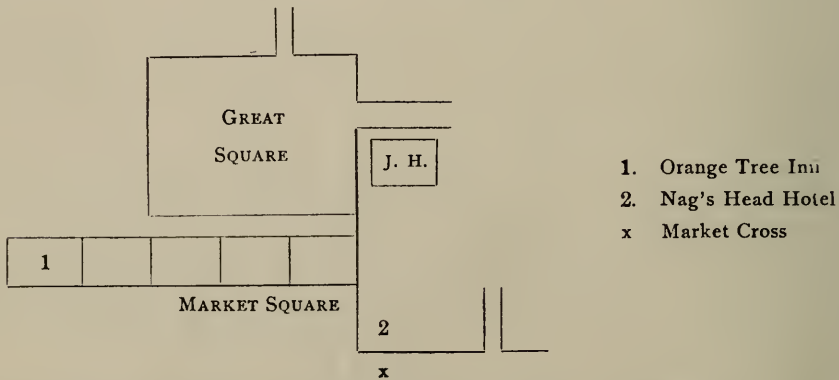 GREAT
SQUARE
J. H.
1
MARKET SQUARE
2
x
1. Orange Tree Inn
2. Nag's Head Hotel
x Market Cross